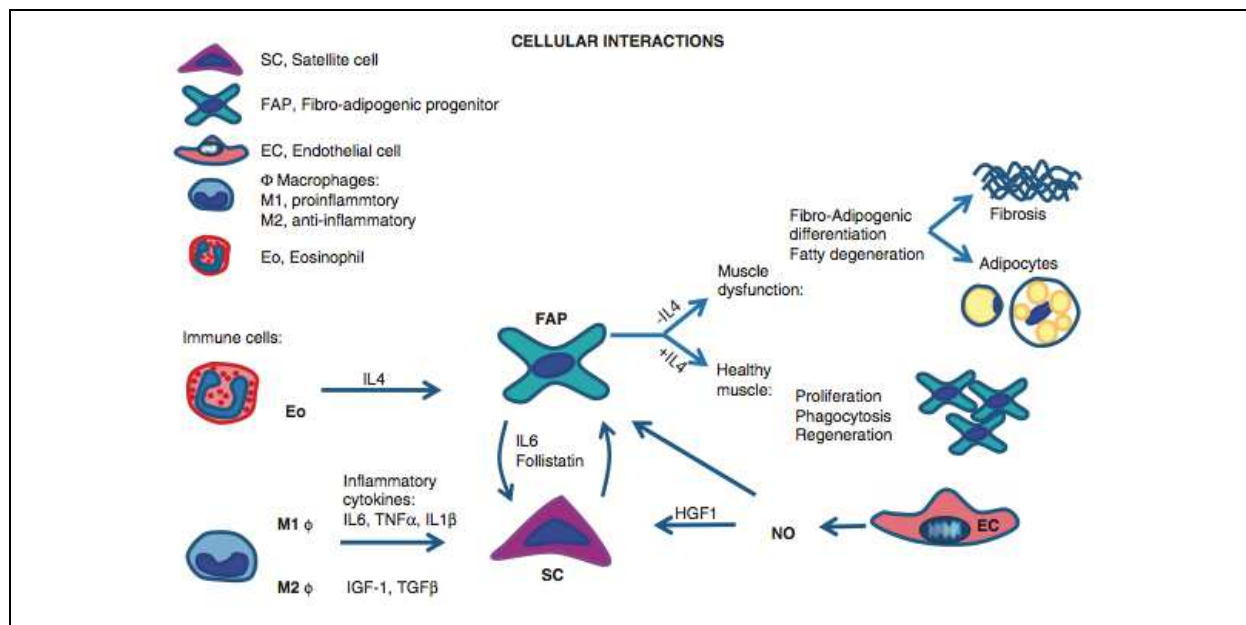 CELLULAR INTERACTIONS
SC, Satellite cell
FAP, Fibro-adipogenic progenitor
EC, Endothelial cell
Φ Macrophages:
M1, proinflammtory
M2, anti-inflammatory
Eo, Eosinophil
Immune cells:
Eo
IL4
FAP
-IL4
+IL4
Muscle
dysfunction:
Fibro-Adipogenic
differentiation
Fatty degeneration
Fibrosis
Adipocytes
Healthy
muscle:
Proliferation
Phagocytosis
Regeneration
IL6
Follistatin
M1 ϕ
Inflammatory
cytokines:
IL6, TNFα, IL1β
M2 ϕ
IGF-1, TGFβ
SC
HGF1
NO
EC